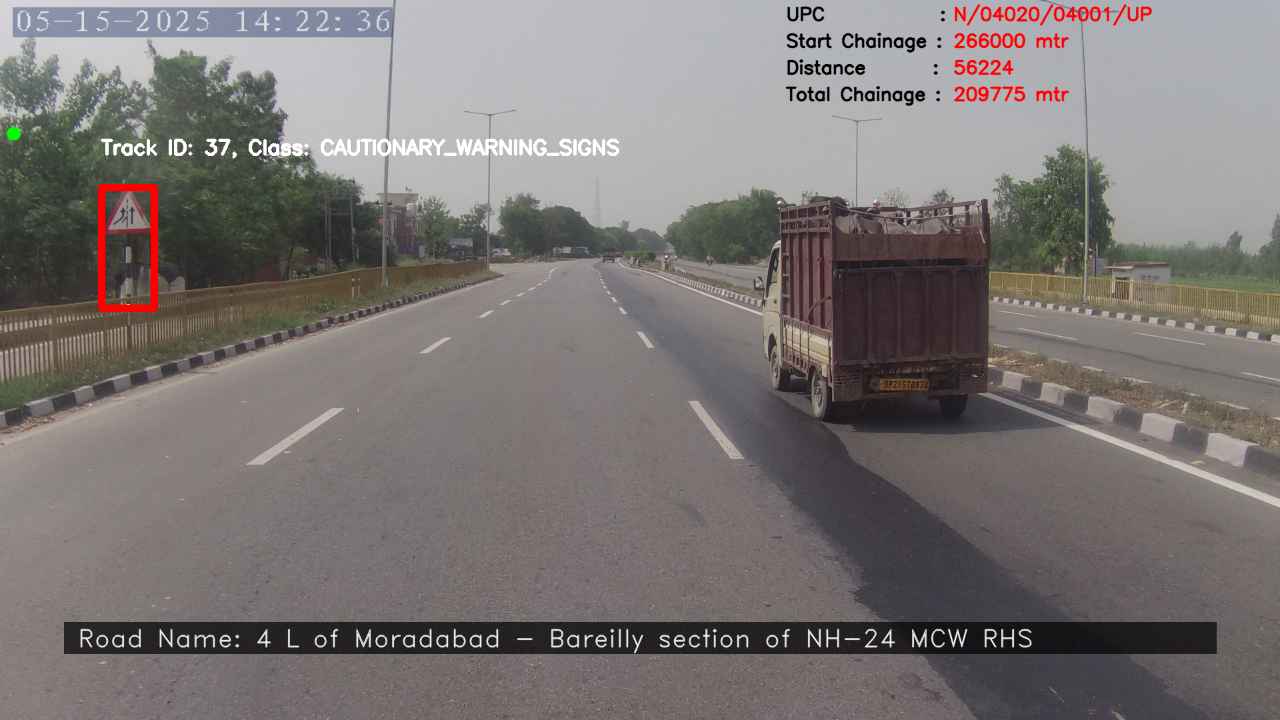 05-15-2025 14:22:36
UPC : N/04020/04001/UP
Start Chainage : 266000 mtr
Distance : 56224
Total Chainage : 209775 mtr
Track ID: 37, Class: CAUTIONARY_WARNING_SIGNS
Road Name: 4 L of Moradabad - Bareilly section of NH-24 MCW RHS